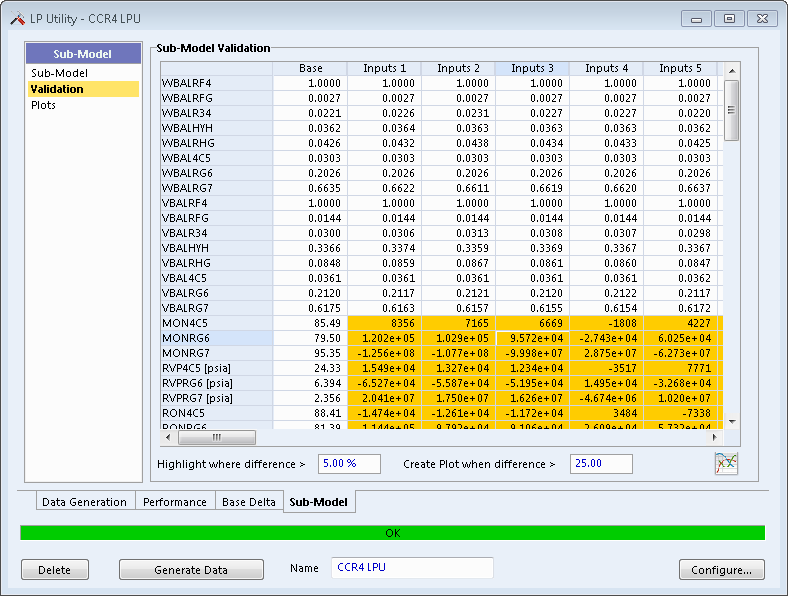 LP Utility - CCR4 LPU
Sub-Model
Sub-Model
Validation
Plots
Sub-Model Validation
Base Inputs 1 Inputs 2 Inputs 3 Inputs 4 Inputs 5
WBALRF4 1.0000 1.0000 1.0000 1.0000 1.0000 1.0000
WBALRFG 0.0027 0.0027 0.0027 0.0027 0.0027 0.0027
WBALR34 0.0221 0.0226 0.0231 0.0227 0.0227 0.0220
WBALHYH 0.0362 0.0364 0.0363 0.0363 0.0363 0.0362
WBALRHG 0.0426 0.0432 0.0438 0.0434 0.0433 0.0425
WBAL4C5 0.0303 0.0303 0.0303 0.0303 0.0303 0.0303
WBALRG6 0.2026 0.2026 0.2026 0.2026 0.2026 0.2026
WBALRG7 0.6635 0.6622 0.6611 0.6619 0.6620 0.6637
VBALRF4 1.0000 1.0000 1.0000 1.0000 1.0000 1.0000
VBALRFG 0.0144 0.0144 0.0144 0.0144 0.0144 0.0144
VBALR34 0.0300 0.0306 0.0313 0.0308 0.0307 0.0298
VBALHYH 0.3366 0.3374 0.3359 0.3369 0.3367 0.3367
VBALRHG 0.0848 0.0859 0.0867 0.0861 0.0860 0.0847
VBAL4C5 0.0361 0.0361 0.0361 0.0361 0.0361 0.0362
VBALRG6 0.2120 0.2117 0.2121 0.2120 0.2122 0.2117
VBALRG7 0.6175 0.6163 0.6157 0.6155 0.6154 0.6172
MON4C5 85.49 8356 7165 6669 -1808 4227
MONRG6 79.50 1.202e+05 1.029e+05 9.572e+04 -2.743e+04 6.025e+04
MONRG7 95.35 -1.256e+08 -1.077e+08 -9.998e+07 2.875e+07 -6.273e+07
RVP4C5 [psia] 24.33 1.549e+04 1.327e+04 1.234e+04 -3517 7771
RVPRG6 [psia] 6.394 -6.527e+04 -5.587e+04 -5.195e+04 1.495e+04 -3.268e+04
RVPRG7 [psia] 2.356 2.041e+07 1.750e+07 1.626e+07 -4.674e+06 1.020e+07
RON4C5 88.41 -1.474e+04 -1.261e+04 -1.172e+04 3484 -7338
RONRG6 81.39 1.144e+05 9.792e+04 9.106e+04 -2.609e+04 5.732e+04
Highlight where difference > 5.00 % Create Plot when difference > 25.00
Data Generation Performance Base Delta Sub-Model
OK
Delete Generate Data Name CCR4 LPU Configure...